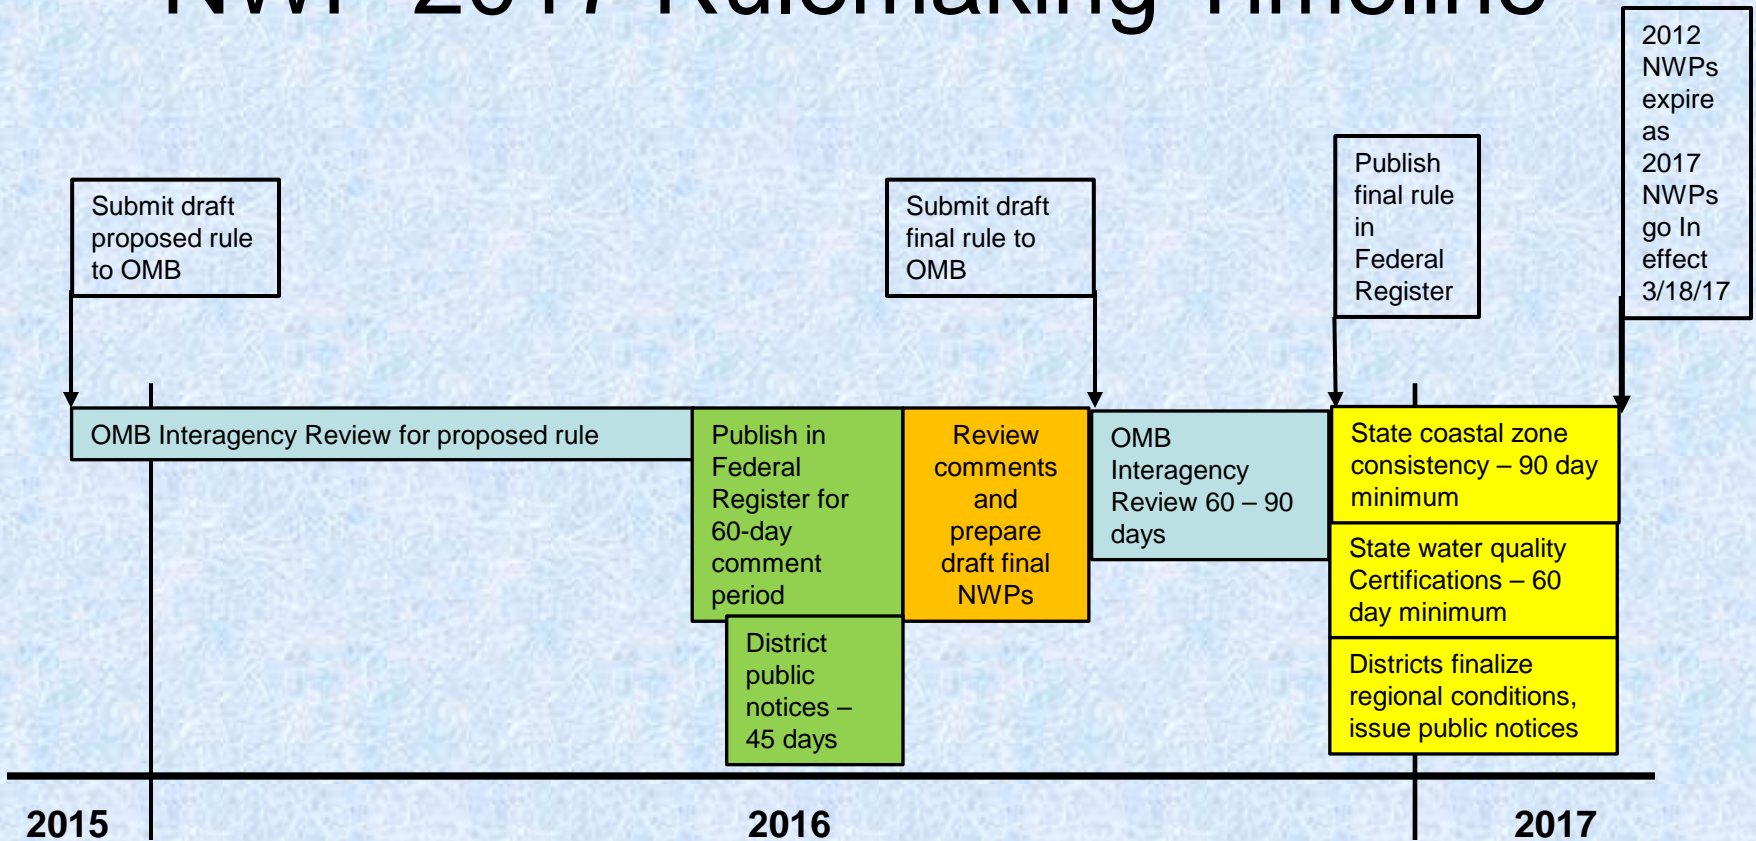 NWP 2017 Rulemaking Timeline
2012
NWPs
expire
as
2017
NWPs
go In
effect
3/18/17
Publish
final rule
in
Federal
Register
Submit draft
proposed rule
to OMB
Submit draft
final rule to
OMB
OMB Interagency Review for proposed rule
Publish in
Federal
Register for
60-day
comment
period
Review
comments
and
prepare
draft final
NWPs
OMB
Interagency
Review 60 – 90
days
State coastal zone
consistency – 90 day
minimum
State water quality
Certifications – 60
day minimum
District
public
notices –
45 days
Districts finalize
regional conditions,
issue public notices
2015
2016
2017